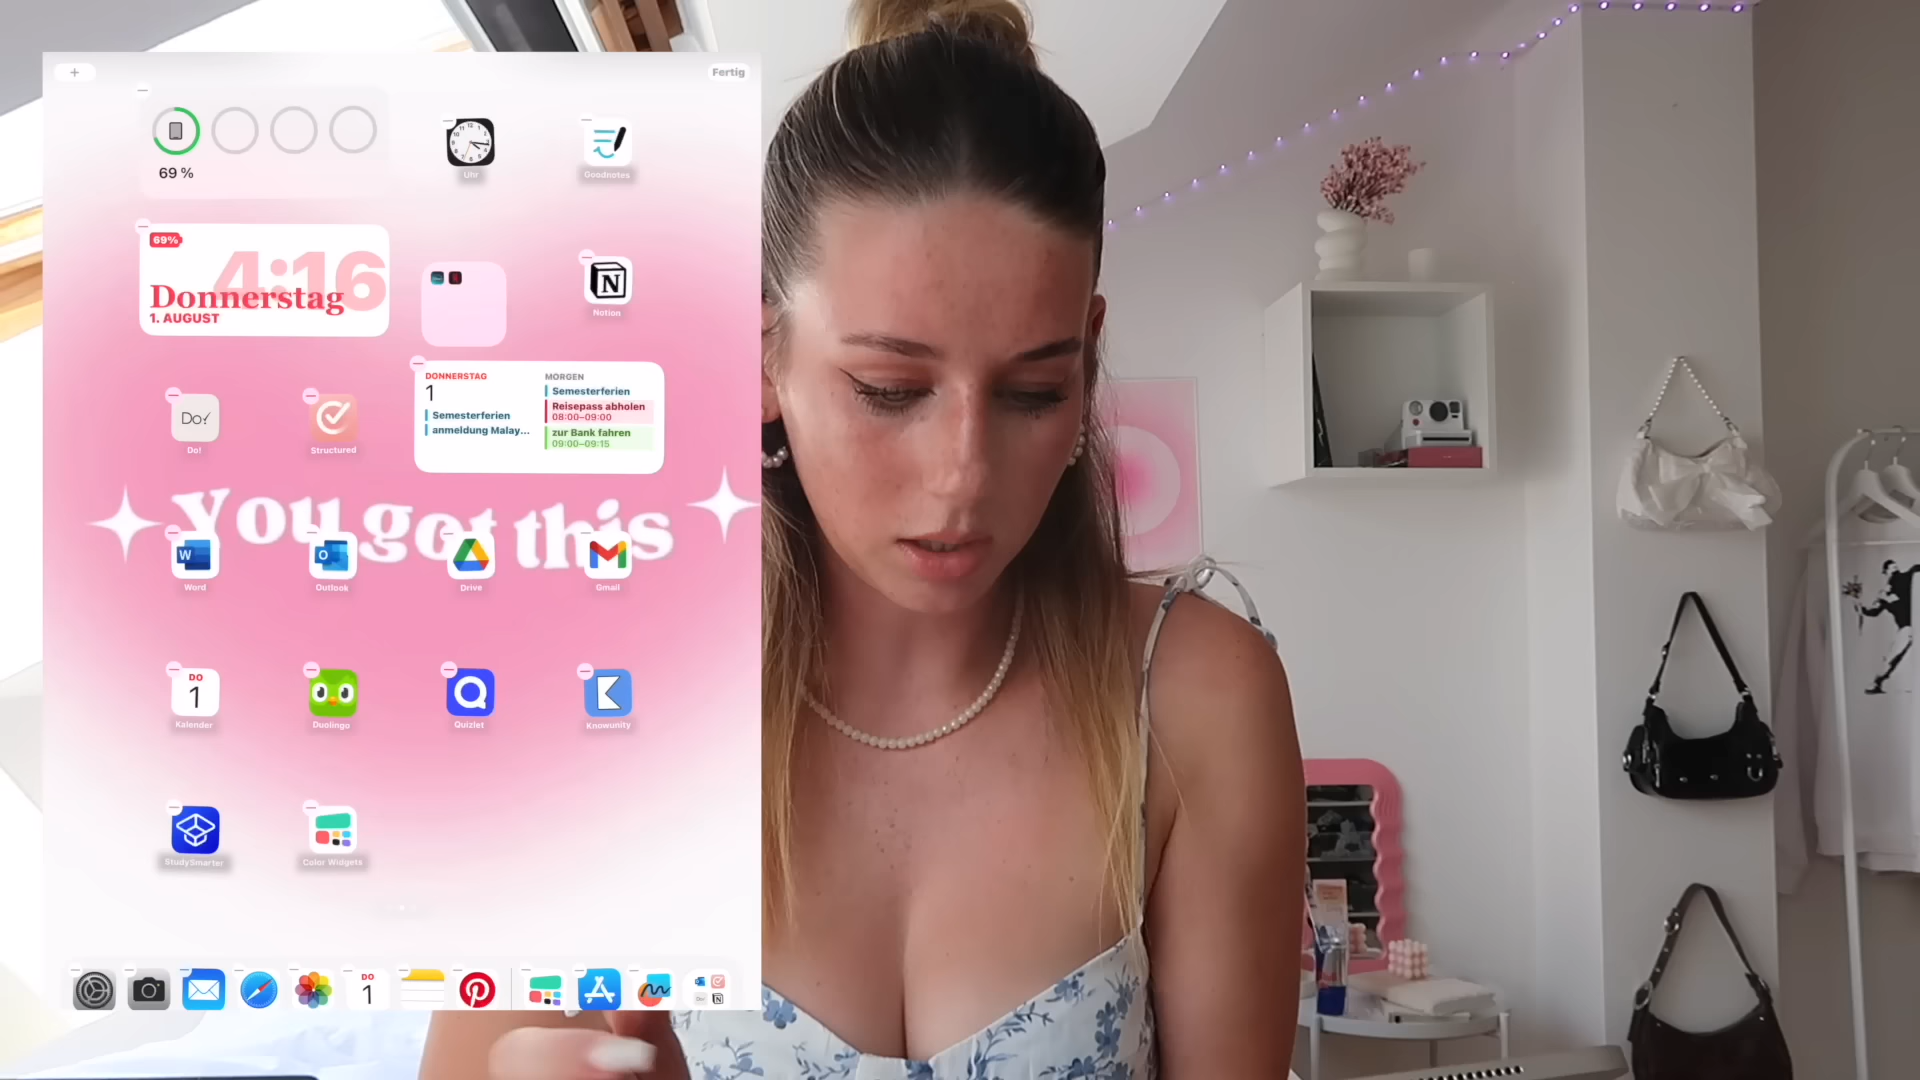 Fertig
69 %
Uhr
Goodnotes
69%
4:16
Donnerstag
1. AUGUST
Notion
Do!
Do!
Structured
DONNERSTAG
1
Semesterferien
anmeldung Malay...
MORGEN
Semesterferien
Reisepass abholen
08:00–09:00
zur Bank fahren
09:00–09:15
You got this
Word
Outlook
Drive
Gmail
DO
1
Kalender
Duolingo
Quizlet
Knowunity
StudySmarter
Color Widgets
DO
1